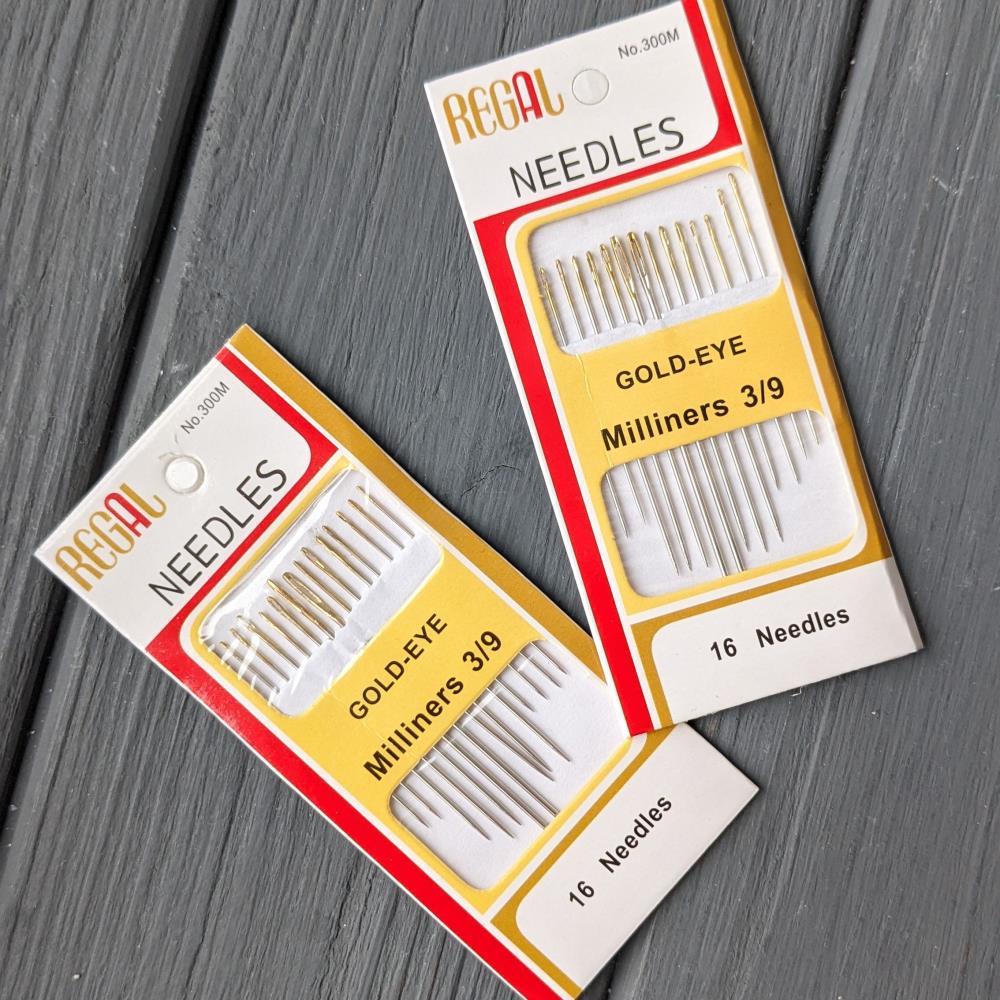 REGAL
No.300M
NEEDLES
GOLD-EYE
Milliners 3/9
16 Needles
REGAL
No.300M
NEEDLES
GOLD-EYE
Milliners 3/9
16 Needles